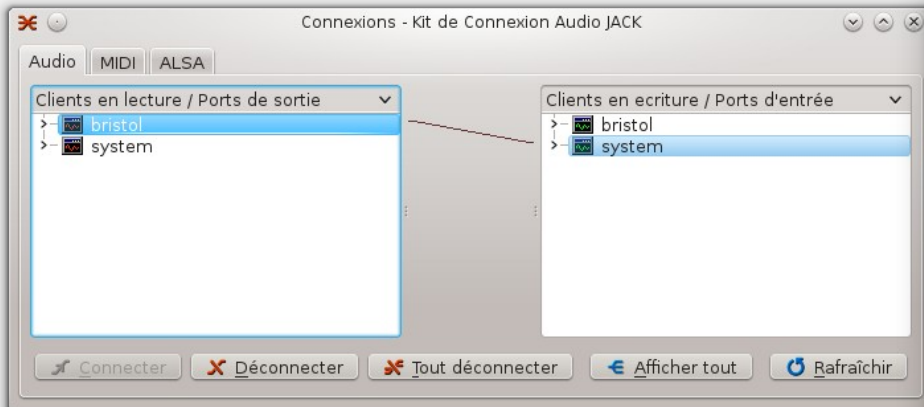 Connexions - Kit de Connexion Audio JACK
Audio MIDI ALSA
Clients en lecture / Ports de sortie
bristol
system
Clients en ecriture / Ports d'entrée
bristol
system
Connecter Déconnecter Tout déconnecter Afficher tout Rafraîchir